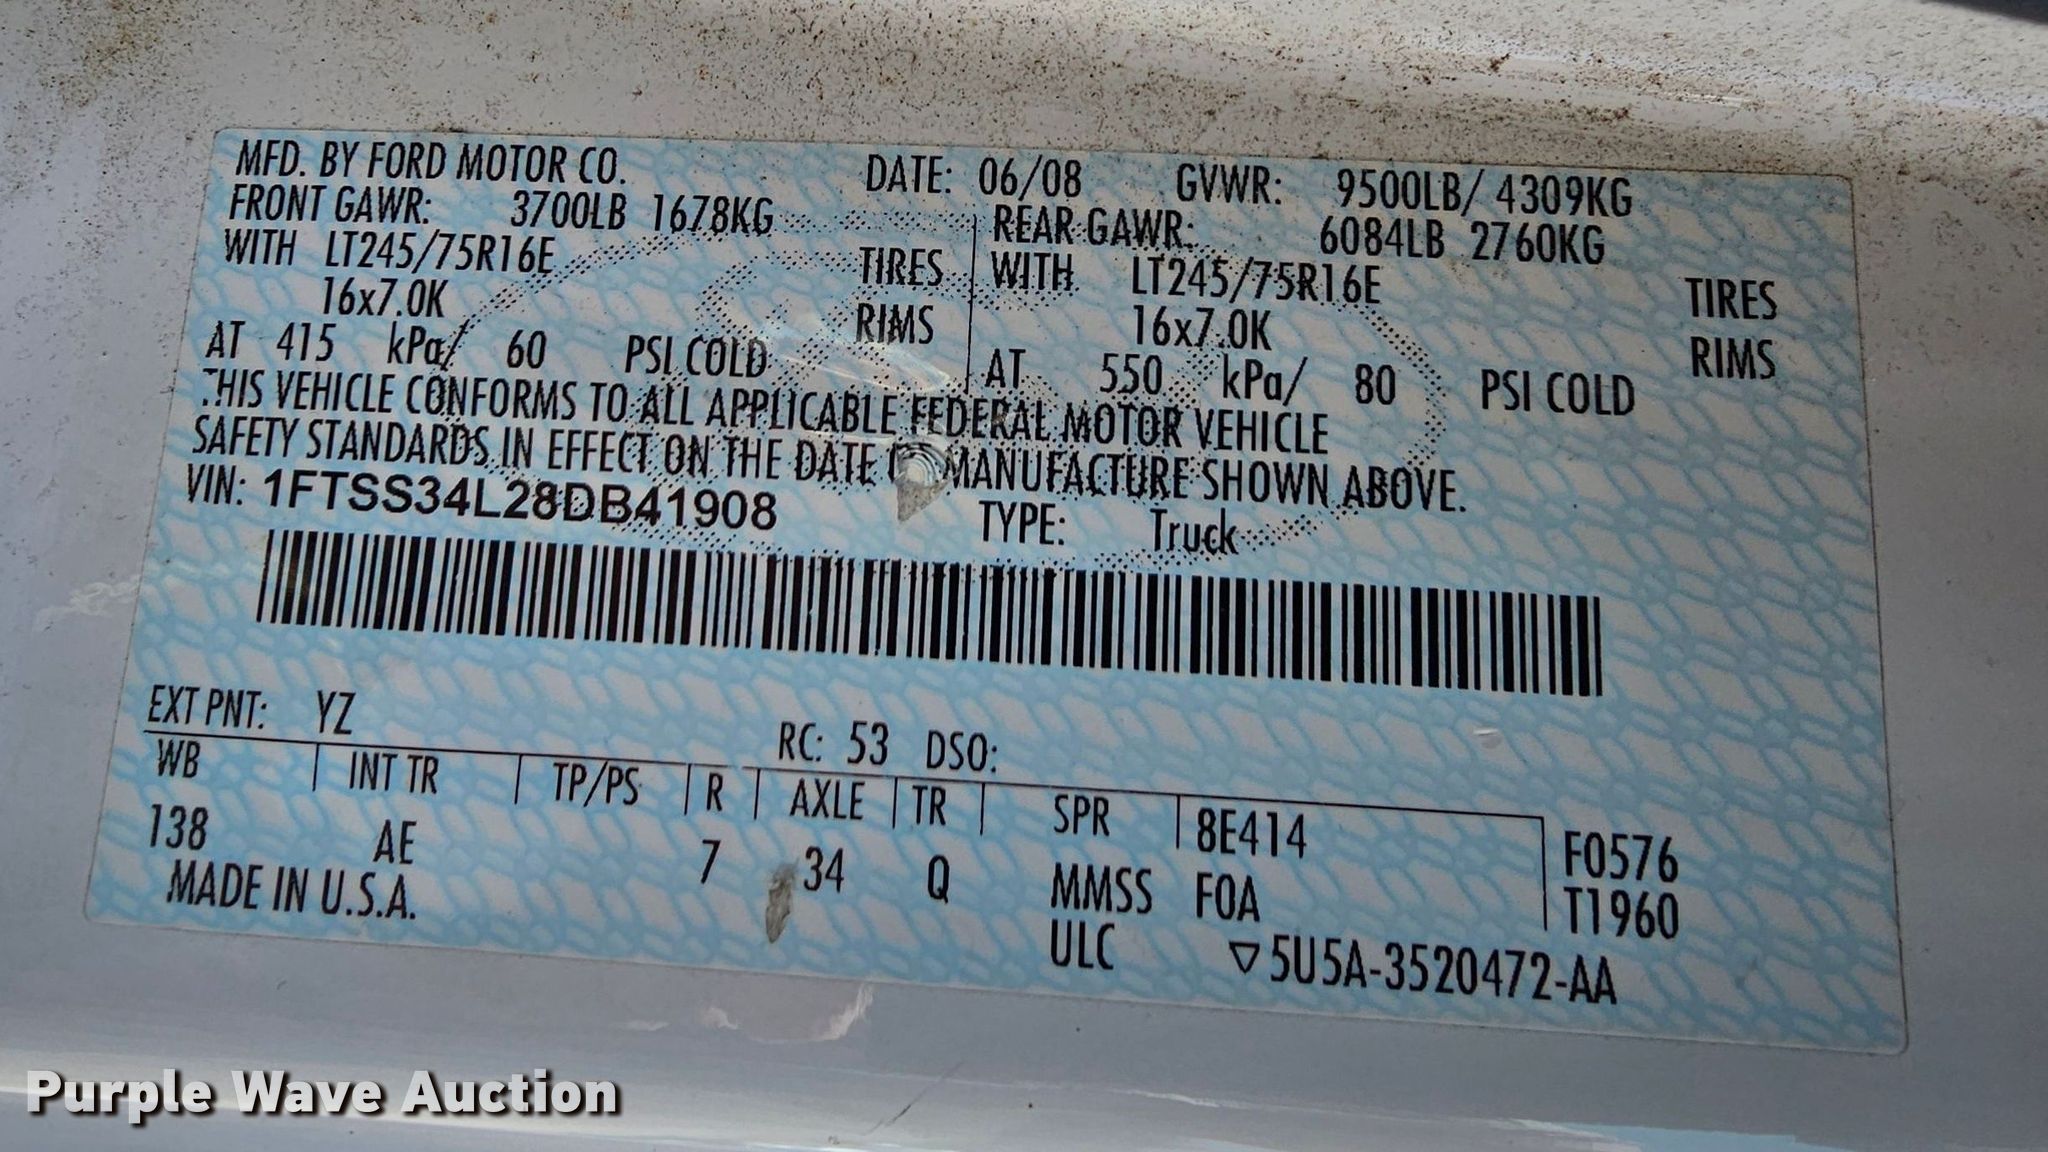 MFD. BY FORD MOTOR CO. DATE: 06/08 GVWR: 9500LB/ 4309KG
FRONT GAWR: 3700LB 1678KG REAR GAWR: 6084LB 2760KG
WITH LT245/75R16E TIRES WITH LT245/75R16E TIRES
16x7.0K RIMS 16x7.0K RIMS
AT 415 kPa/ 60 PSI COLD AT 550 kPa/ 80 PSI COLD
THIS VEHICLE CONFORMS TO ALL APPLICABLE FEDERAL MOTOR VEHICLE
SAFETY STANDARDS IN EFFECT ON THE DATE MANUFACTURE SHOWN ABOVE.
VIN: 1FTSS34L28DB41908 TYPE: Truck
EXT PNT: YZ RC: 53 DSO:
WB INT TR TP/PS R AXLE TR SPR 8E414 F0576
138 AE 7 34 Q MMSS FOA T1960
MADE IN U.S.A. ULC ▽5U5A-3520472-AA
Purple Wave Auction